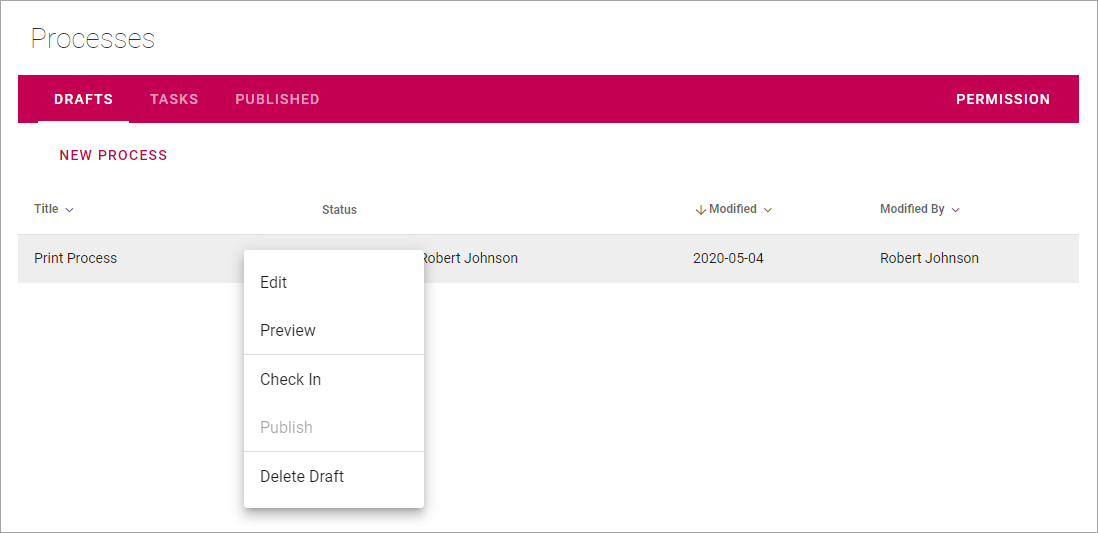 Processes
DRAFTS TASKS PUBLISHED PERMISSION
NEW PROCESS
Title Status Modified Modified By
Print Process Robert Johnson 2020-05-04 Robert Johnson
Edit
Preview
Check In
Publish
Delete Draft